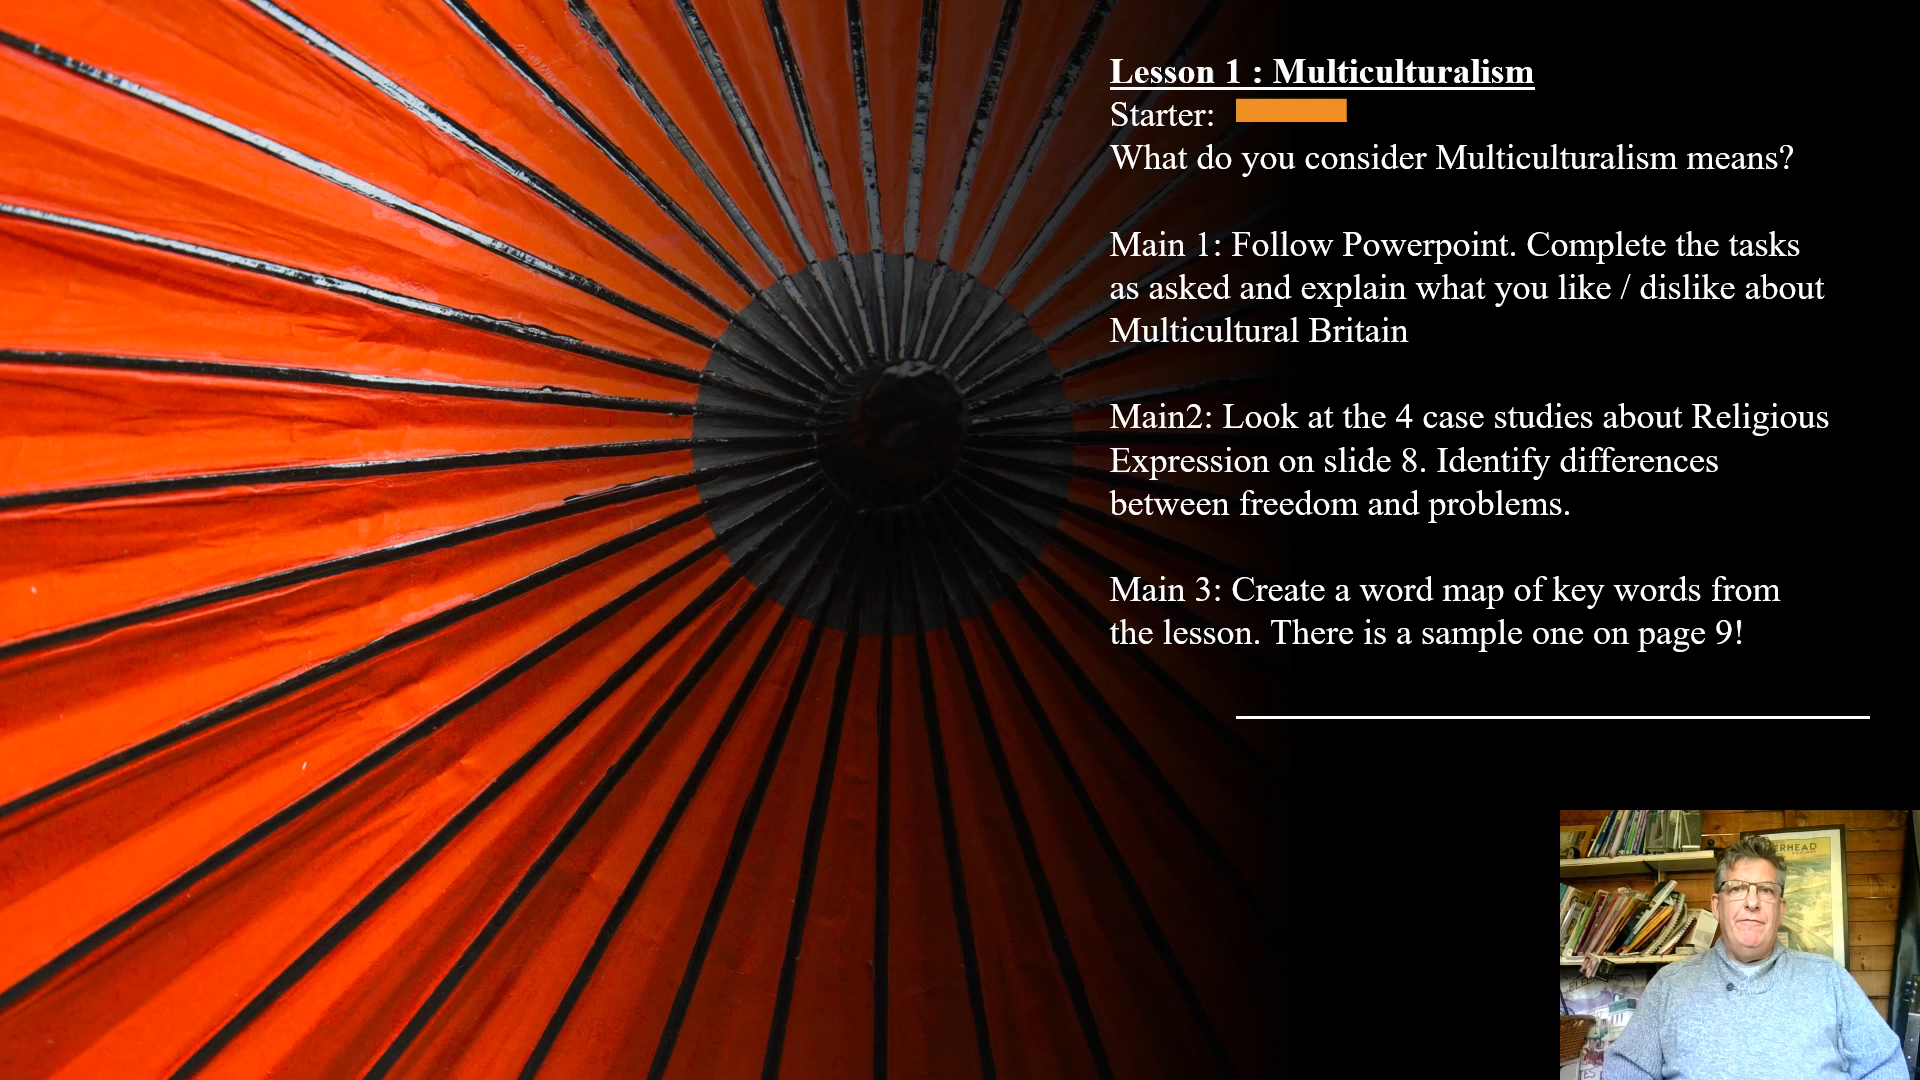 Lesson 1 : Multiculturalism
Starter:
What do you consider Multiculturalism means?
Main 1: Follow Powerpoint. Complete the tasks
as asked and explain what you like / dislike about
Multicultural Britain
Main2: Look at the 4 case studies about Religious
Expression on slide 8. Identify differences
between freedom and problems.
Main 3: Create a word map of key words from
the lesson. There is a sample one on page 9!
ERHEAD